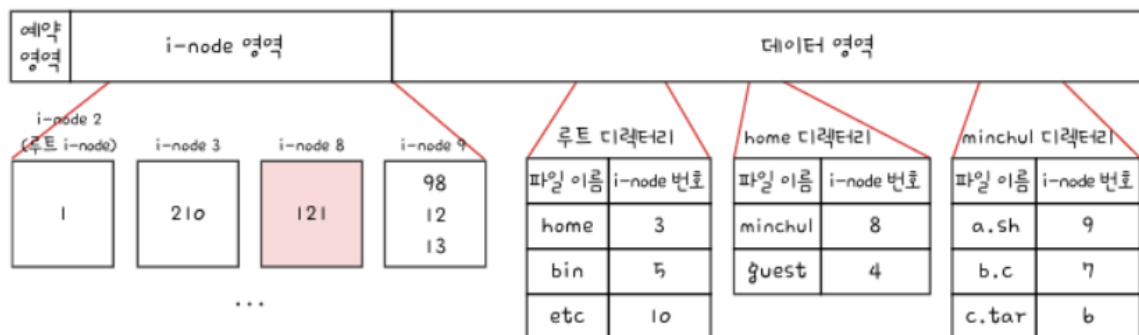 예약
영역
i-node 영역
데이터 영역
i-node 2
(루트 i-node)
i-node 3
i-node 8
i-node 9
1
210
121
98
12
13
...
루트 디렉터리
파일 이름 i-node 번호
home 3
bin 5
etc 10
home 디렉터리
파일 이름 i-node 번호
minchul 8
guest 4
minchul 디렉터리
파일 이름 i-node 번호
a.sh 9
b.c 7
c.tar 6